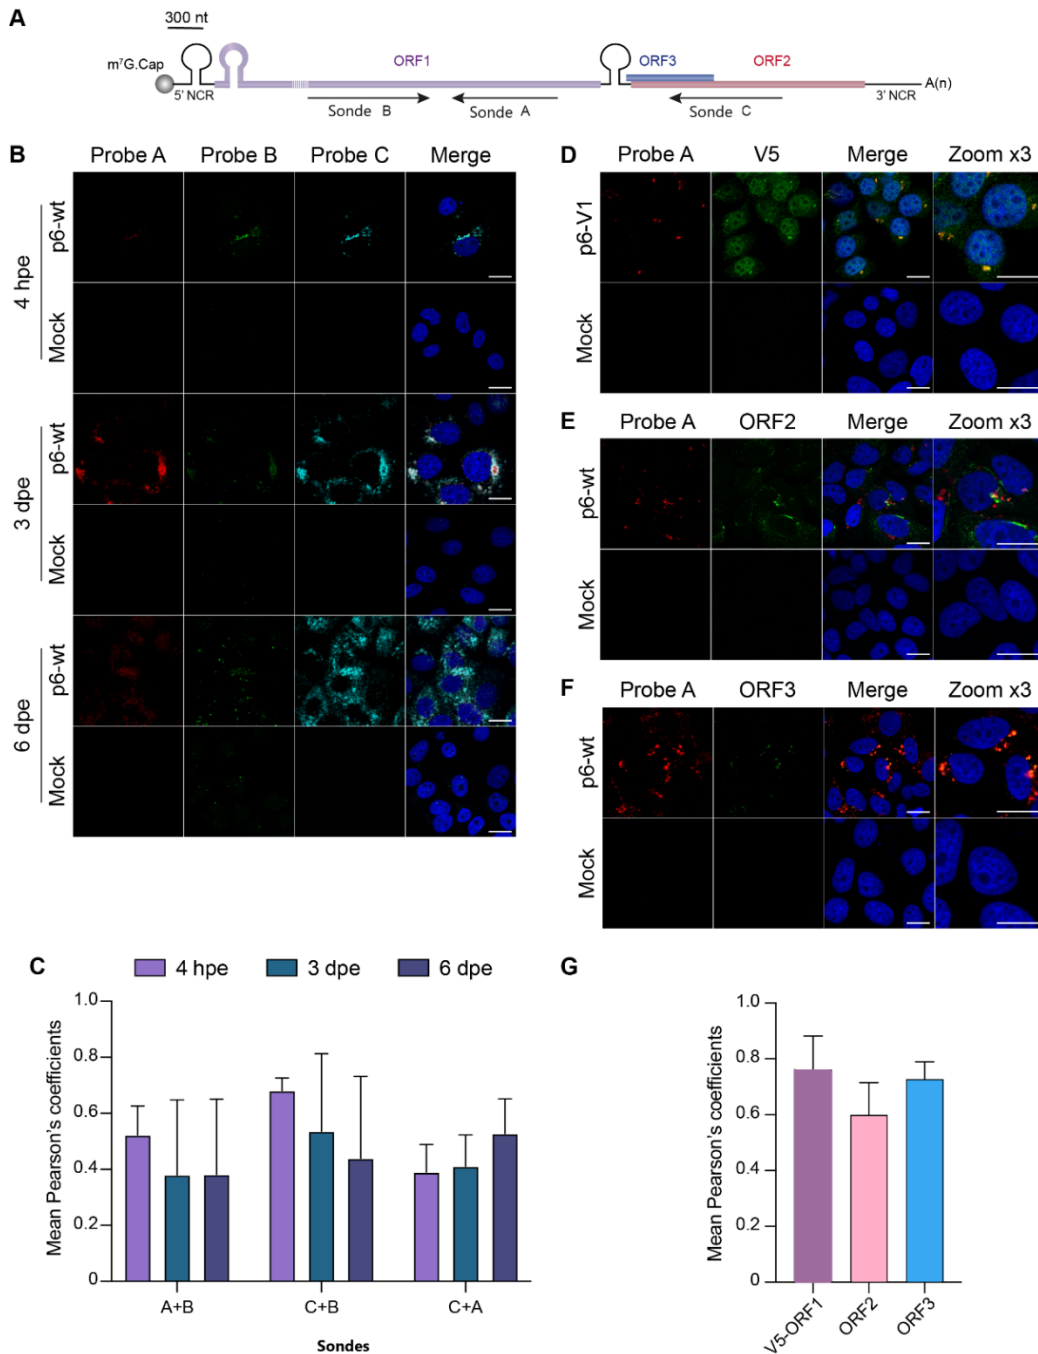 A
300 nt
m⁷G.Cap
ORF1
ORF3
ORF2
5' NCR
3' NCR
A(n)
Sonde B
Sonde A
Sonde C
B
Probe A
Probe B
Probe C
Merge
4 hpe
p6-wt
Mock
3 dpe
p6-wt
Mock
6 dpe
p6-wt
Mock
D
Probe A
V5
Merge
Zoom x3
p6-V1
Mock
E
Probe A
ORF2
Merge
Zoom x3
p6-wt
Mock
F
Probe A
ORF3
Merge
Zoom x3
p6-wt
Mock
C
4 hpe
3 dpe
6 dpe
Mean Pearson's coefficients
1.0
0.8
0.6
0.4
0.2
0
A+B
C+B
C+A
Sondes
G
Mean Pearson's coefficients
1.0
0.8
0.6
0.4
0.2
0
V5-ORF1
ORF2
ORF3